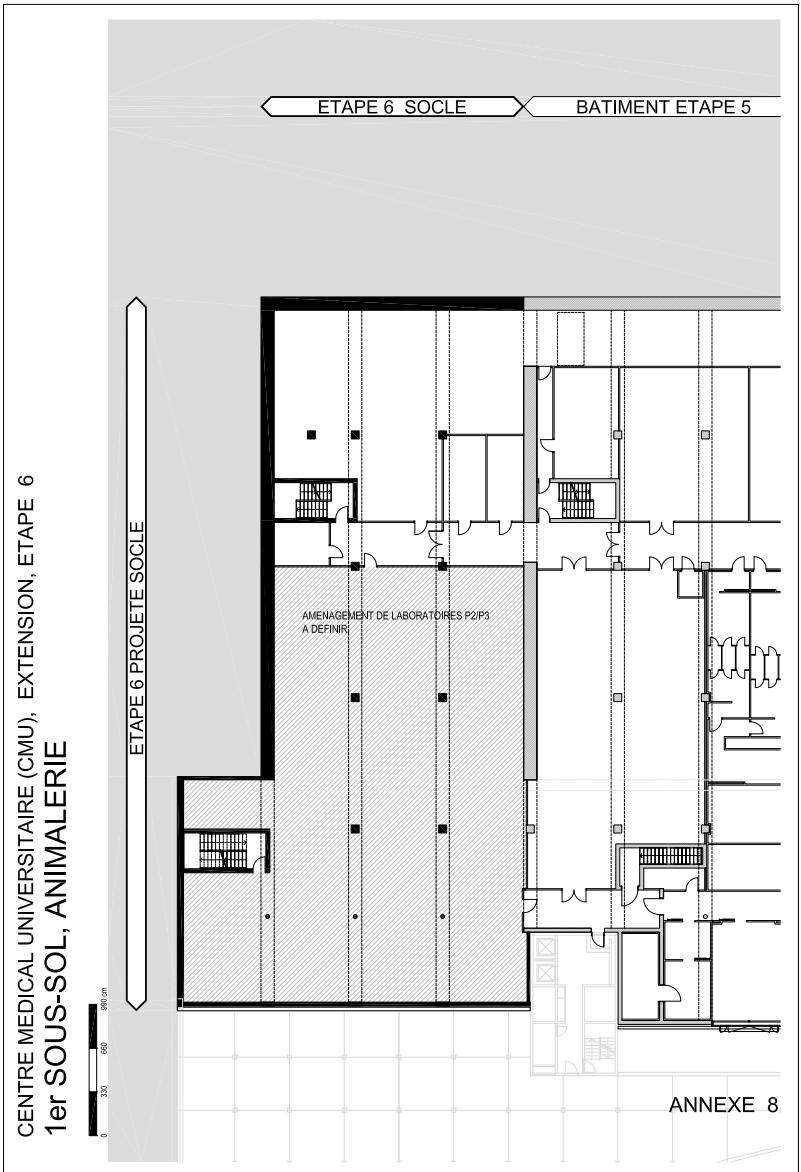 ETAPE 6 SOCLE
BATIMENT ETAPE 5
ETAPE 6 PROJETE SOCLE
AMENAGEMENT DE LABORATOIRES P2/P3
A DEFINIR
CENTRE MEDICAL UNIVERSITAIRE (CMU), EXTENSION, ETAPE 6
1er SOUS-SOL, ANIMALERIE
0
330
660
990 cm
ANNEXE 8